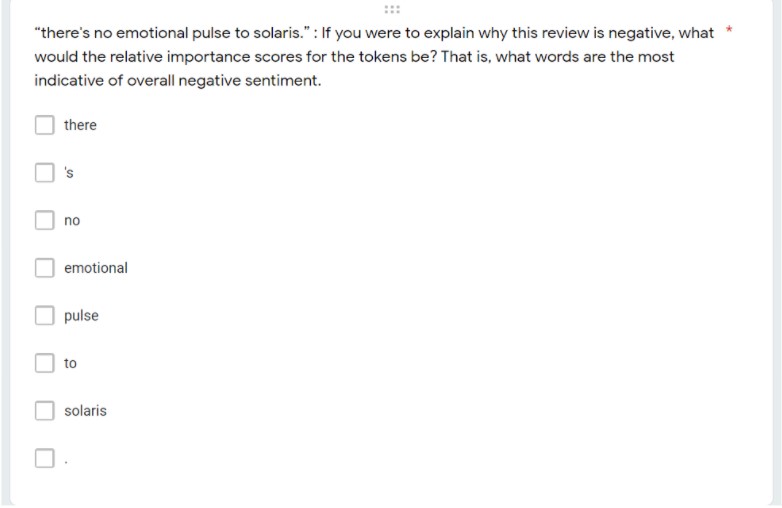 “there's no emotional pulse to solaris.” : If you were to explain why this review is negative, what *
would the relative importance scores for the tokens be? That is, what words are the most
indicative of overall negative sentiment.
there
's
no
emotional
pulse
to
solaris
.